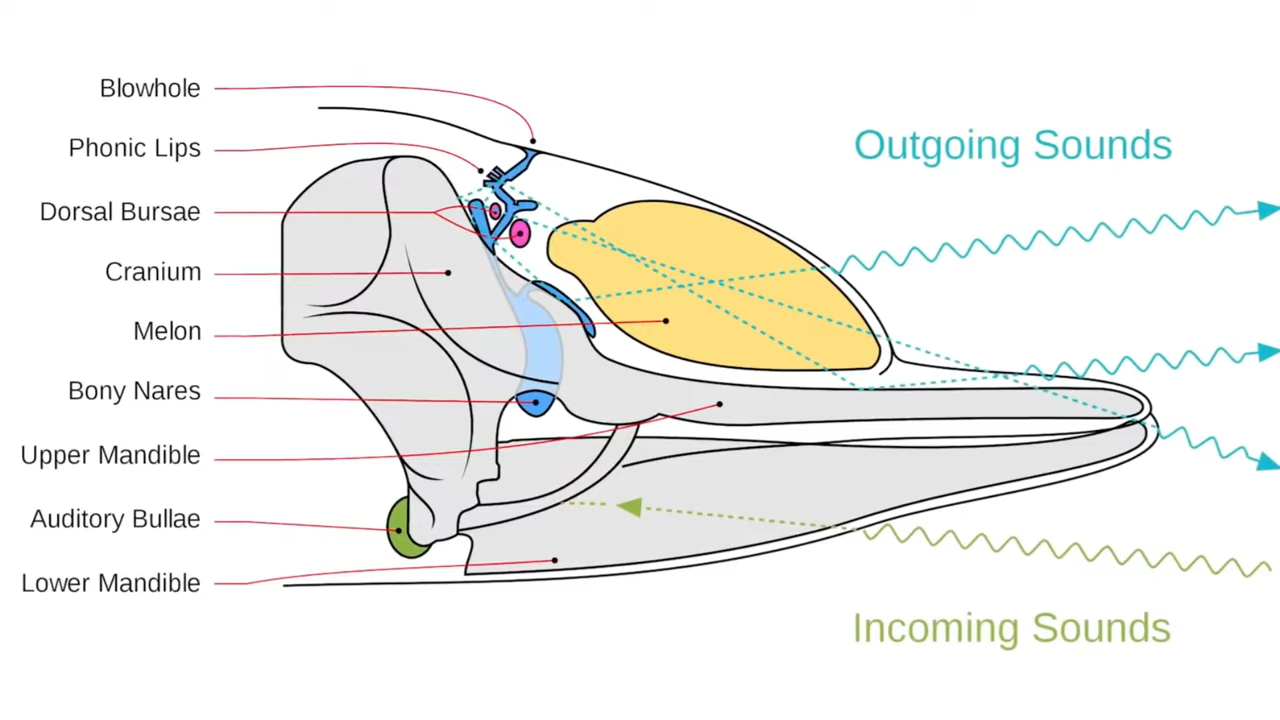 Blowhole
Phonic Lips
Dorsal Bursae
Cranium
Melon
Bony Nares
Upper Mandible
Auditory Bullae
Lower Mandible
Outgoing Sounds
Incoming Sounds